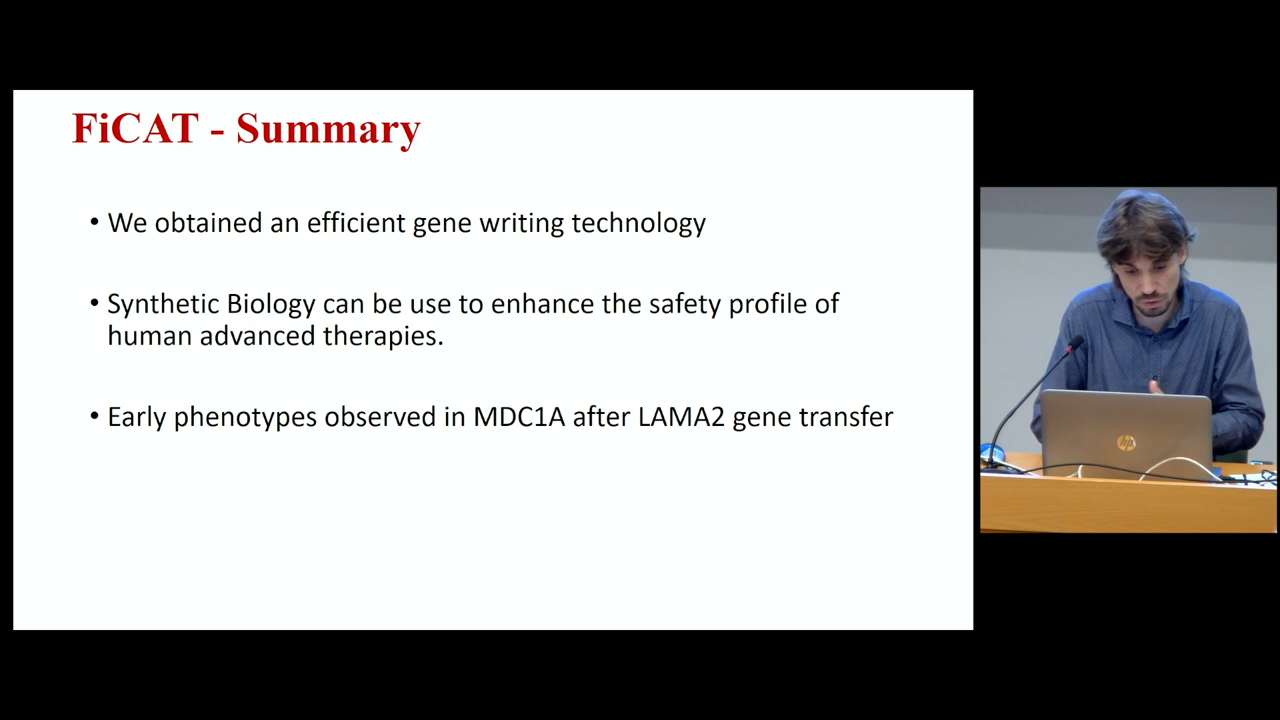 FiCAT - Summary
• We obtained an efficient gene writing technology
• Synthetic Biology can be use to enhance the safety profile of
human advanced therapies.
• Early phenotypes observed in MDC1A after LAMA2 gene transfer
hp